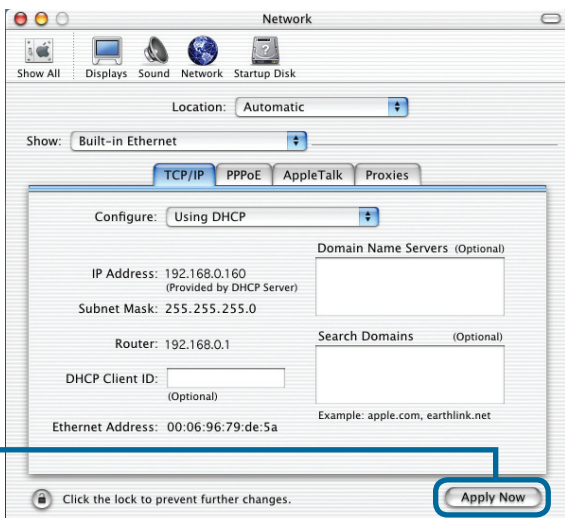 Network
Show All Displays Sound Network Startup Disk
Location: Automatic
Show: Built-in Ethernet
TCP/IP PPPoE AppleTalk Proxies
Configure: Using DHCP
Domain Name Servers (Optional)
IP Address: 192.168.0.160
(Provided by DHCP Server)
Subnet Mask: 255.255.255.0
Router: 192.168.0.1
Search Domains (Optional)
DHCP Client ID:
(Optional)
Example: apple.com, earthlink.net
Ethernet Address: 00:06:96:79:de:5a
Click the lock to prevent further changes.
Apply Now